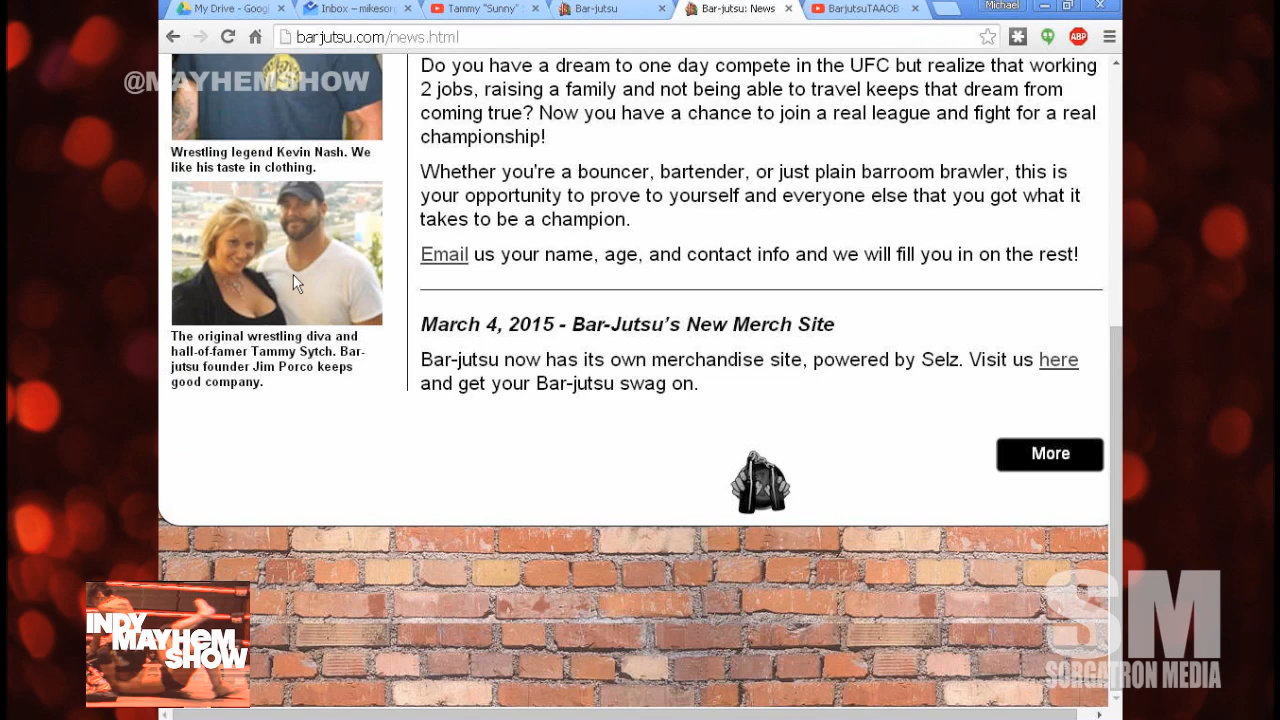 My Drive - Googl
Inbox – mikesor
Tammy "Sunny"
Bar-jutsu
Bar-jutsu: News
BarjutsuTAAOB
Michael
barjutsu.com/news.html
ABP
@MAYHEMSHOW
Wrestling legend Kevin Nash. We
like his taste in clothing.
The original wrestling diva and
hall-of-famer Tammy Sytch. Bar-
jutsu founder Jim Porco keeps
good company.
Do you have a dream to one day compete in the UFC but realize that working
2 jobs, raising a family and not being able to travel keeps that dream from
coming true? Now you have a chance to join a real league and fight for a real
championship!
Whether you're a bouncer, bartender, or just plain barroom brawler, this is
your opportunity to prove to yourself and everyone else that you got what it
takes to be a champion.
Email us your name, age, and contact info and we will fill you in on the rest!
March 4, 2015 - Bar-Jutsu's New Merch Site
Bar-jutsu now has its own merchandise site, powered by Selz. Visit us here
and get your Bar-jutsu swag on.
More
INDY
MAYHEM
SHOW
SM
SORGATRON MEDIA